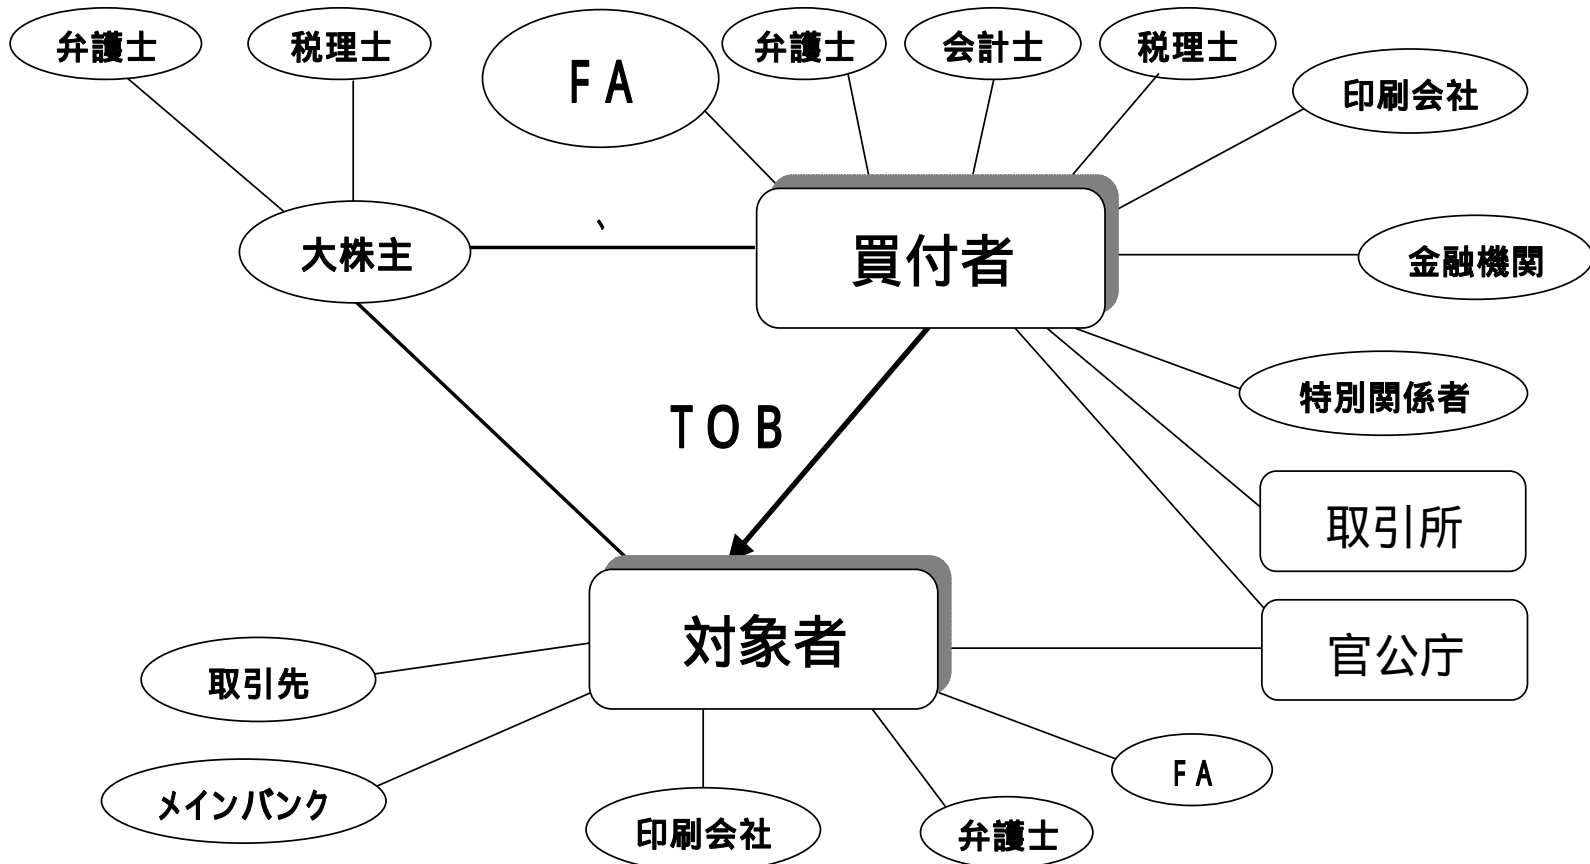 弁護士
税理士
ＦＡ
弁護士
会計士
税理士
印刷会社
大株主
、
買付者
金融機関
特別関係者
ＴＯＢ
取引所
対象者
官公庁
取引先
メインバンク
印刷会社
弁護士
ＦＡ